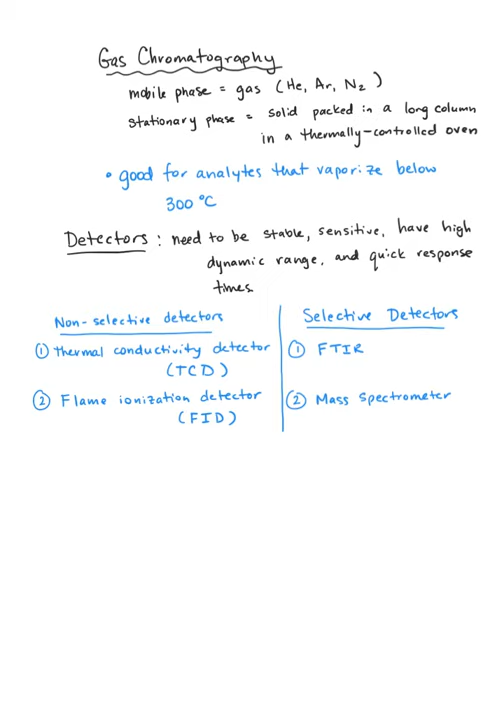 Gas Chromatography
mobile phase = gas (He, Ar, N₂)
stationary phase = solid packed in a long column
in a thermally-controlled oven
• good for analytes that vaporize below
300 °C
Detectors : need to be stable, sensitive, have high
dynamic range, and quick response
times.
Non-selective detectors
① thermal conductivity detector
(TCD)
② Flame ionization detector
(FID)
Selective Detectors
① FTIR
② Mass Spectrometer